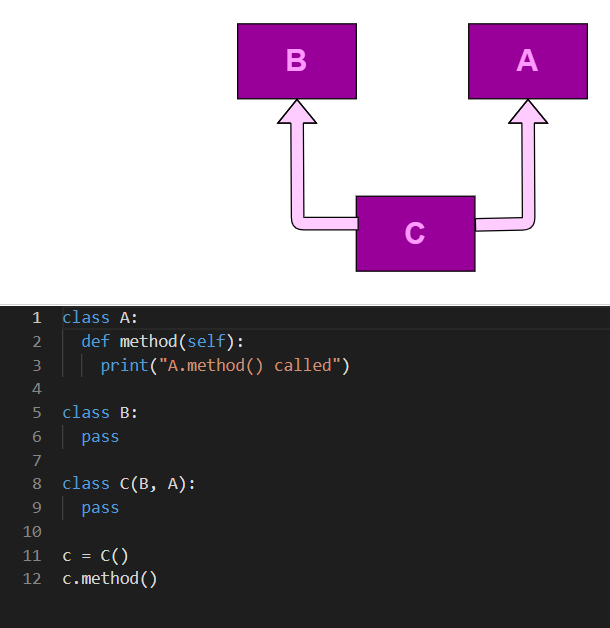 B
A
C
1 class A:
2   def method(self):
3     print("A.method() called")
4
5 class B:
6   pass
7
8 class C(B, A):
9   pass
10
11 c = C()
12 c.method()